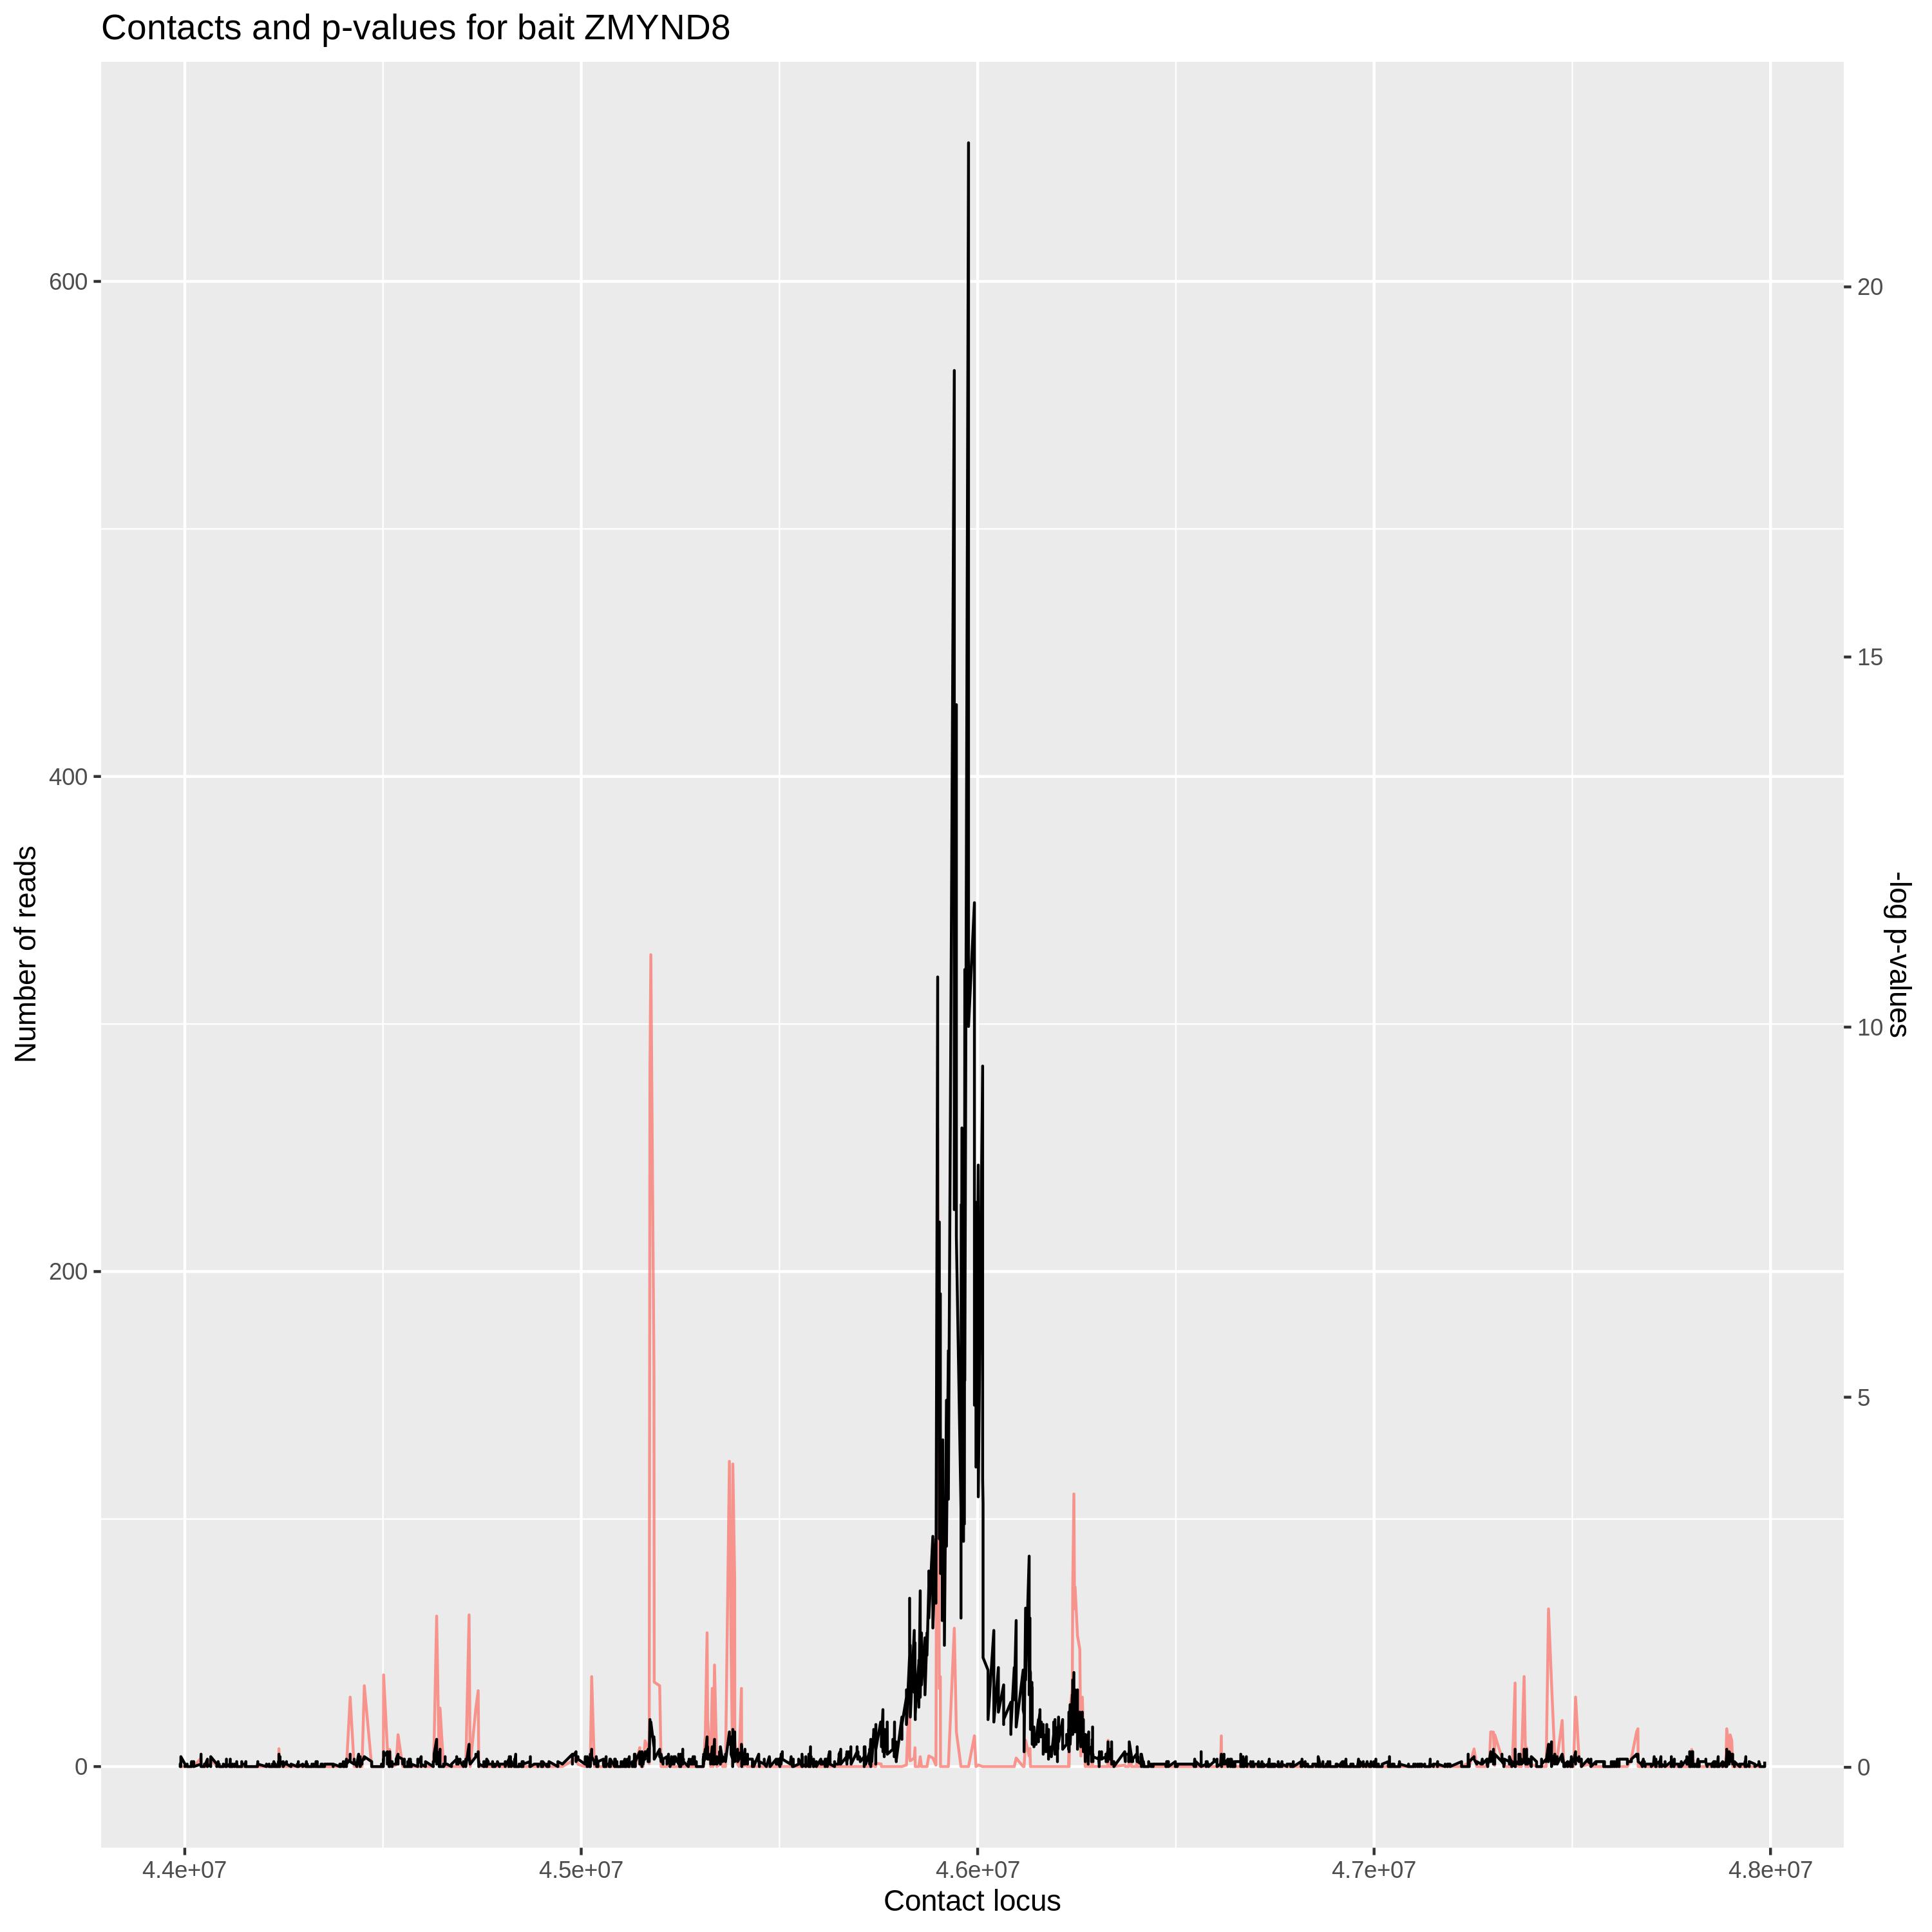 Contacts and p-values for bait ZMYND8
600
400
200
0
Number of reads
20
15
10
5
0
-log p-values
4.4e+07
4.5e+07
4.6e+07
4.7e+07
4.8e+07
Contact locus